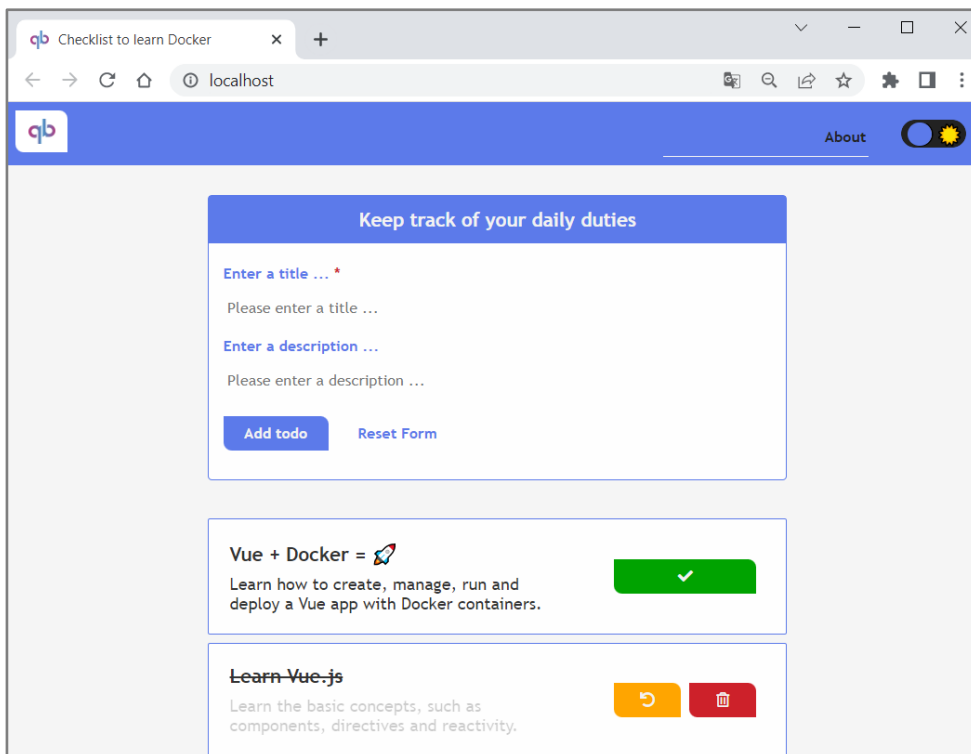 qb Checklist to learn Docker
localhost
qb
About
Keep track of your daily duties
Enter a title ... *
Please enter a title ...
Enter a description ...
Please enter a description ...
Add todo Reset Form
Vue + Docker = 🚀
Learn how to create, manage, run and
deploy a Vue app with Docker containers.
Learn Vue.js
Learn the basic concepts, such as
components, directives and reactivity.